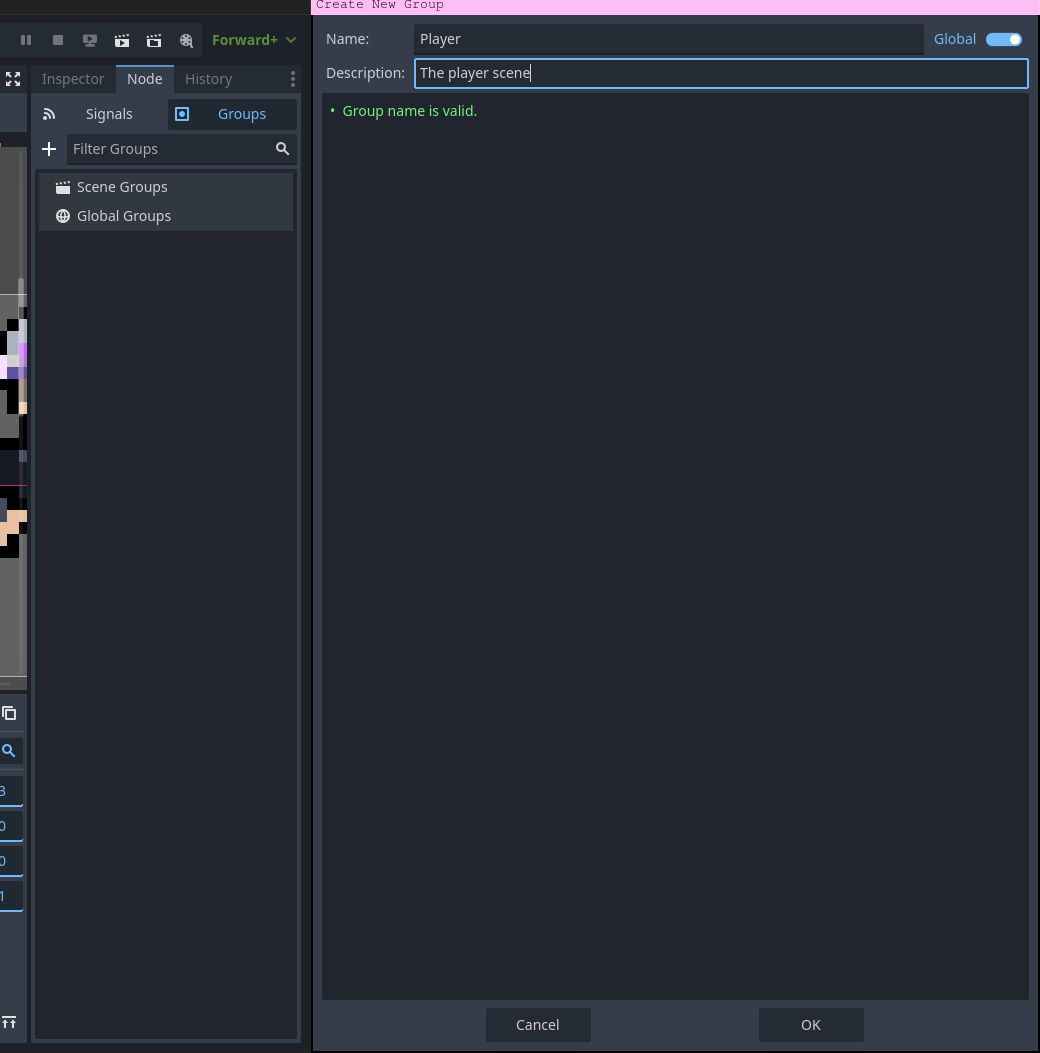 Create New Group
Name:
Player
Global
Description:
The player scene
• Group name is valid.
Cancel
OK
Forward+
Inspector
Node
History
Signals
Groups
Filter Groups
Scene Groups
Global Groups
3
0
0
1